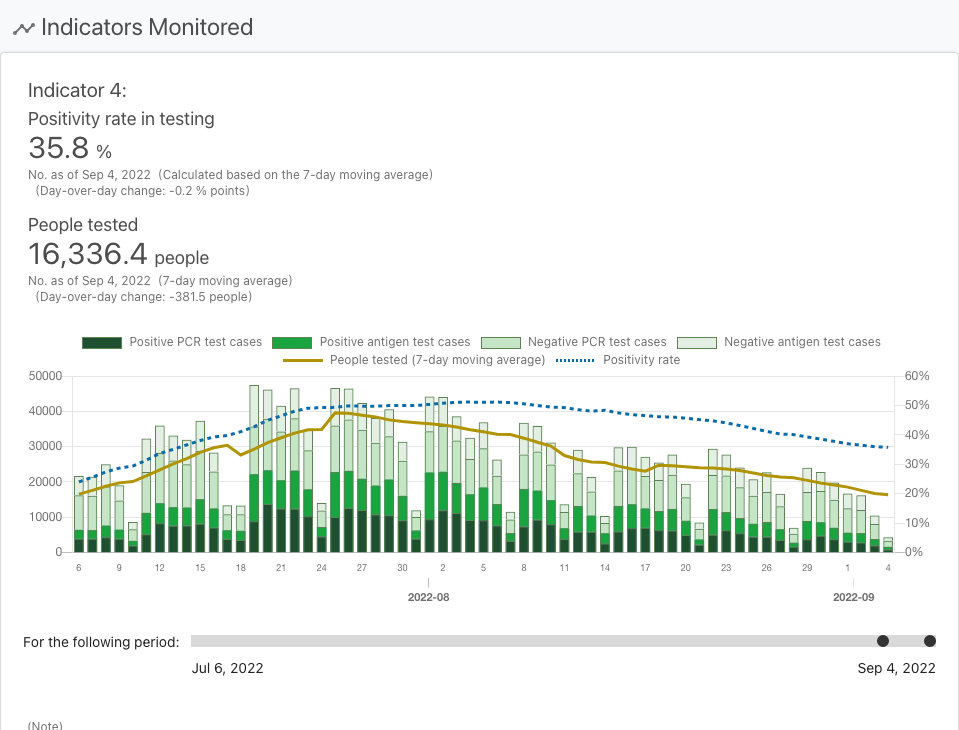 Indicators Monitored
Indicator 4:
Positivity rate in testing
35.8 %
No. as of Sep 4, 2022 (Calculated based on the 7-day moving average)
(Day-over-day change: -0.2 % points)
People tested
16,336.4 people
No. as of Sep 4, 2022 (7-day moving average)
(Day-over-day change: -381.5 people)
Positive PCR test cases Positive antigen test cases Negative PCR test cases Negative antigen test cases
People tested (7-day moving average) Positivity rate
50000 60%
40000 50%
30000 40%
20000 30%
10000 20%
0 10%
0%
6 9 12 15 18 21 24 27 30 2 5 8 11 14 17 20 23 26 29 1 4
2022-08 2022-09
For the following period:
Jul 6, 2022 Sep 4, 2022
(Note)